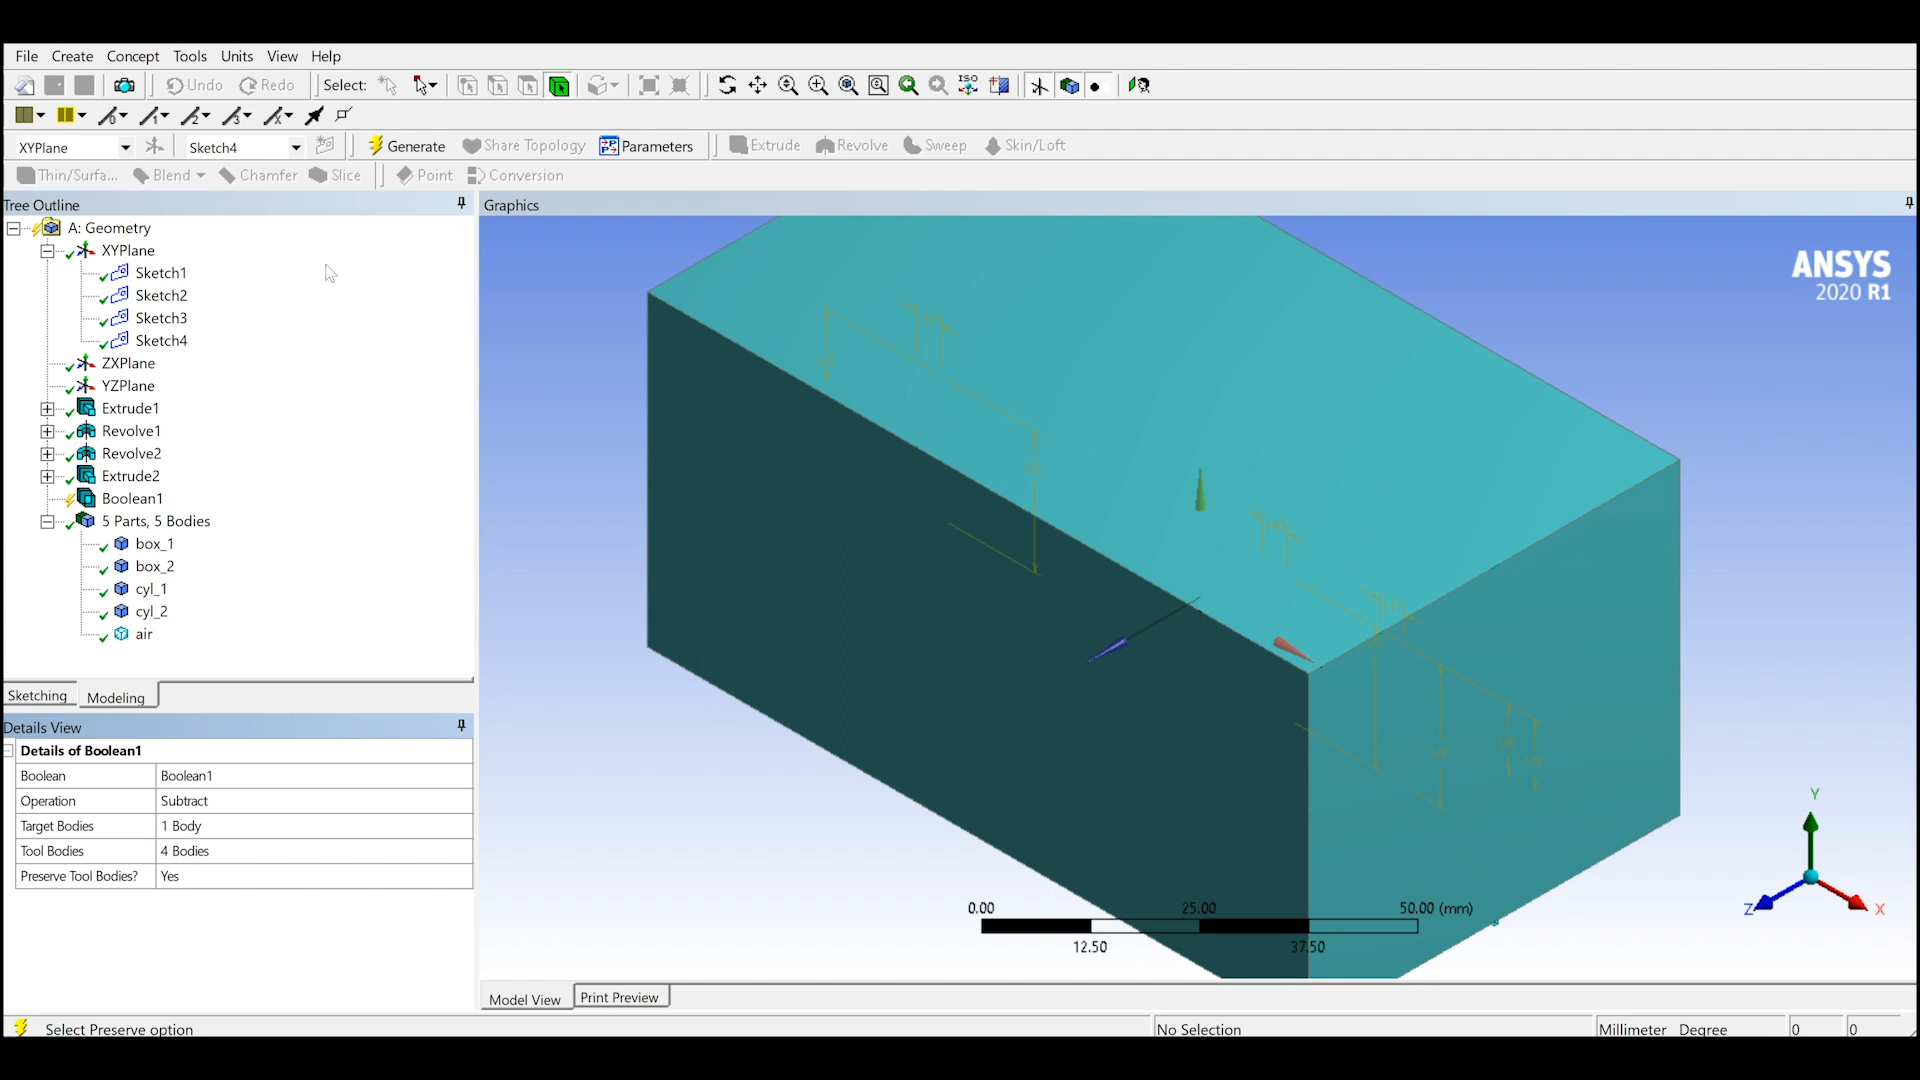 File Create Concept Tools Units View Help
Undo Redo Select: ISO
XYPlane Sketch4 Generate Share Topology Parameters Extrude Revolve Sweep Skin/Loft
Thin/Surfa... Blend Chamfer Slice Point Conversion
Tree Outline
Graphics
A: Geometry
XYPlane
Sketch1
Sketch2
Sketch3
Sketch4
ZXPlane
YZPlane
Extrude1
Revolve1
Revolve2
Extrude2
Boolean1
5 Parts, 5 Bodies
box_1
box_2
cyl_1
cyl_2
air
Sketching Modeling
Details View
Details of Boolean1
Boolean Boolean1
Operation Subtract
Target Bodies 1 Body
Tool Bodies 4 Bodies
Preserve Tool Bodies? Yes
ANSYS
2020 R1
0.00 25.00 50.00 (mm)
12.50 37.50
Y
Z X
Model View Print Preview
Select Preserve option No Selection Millimeter Degree 0 0